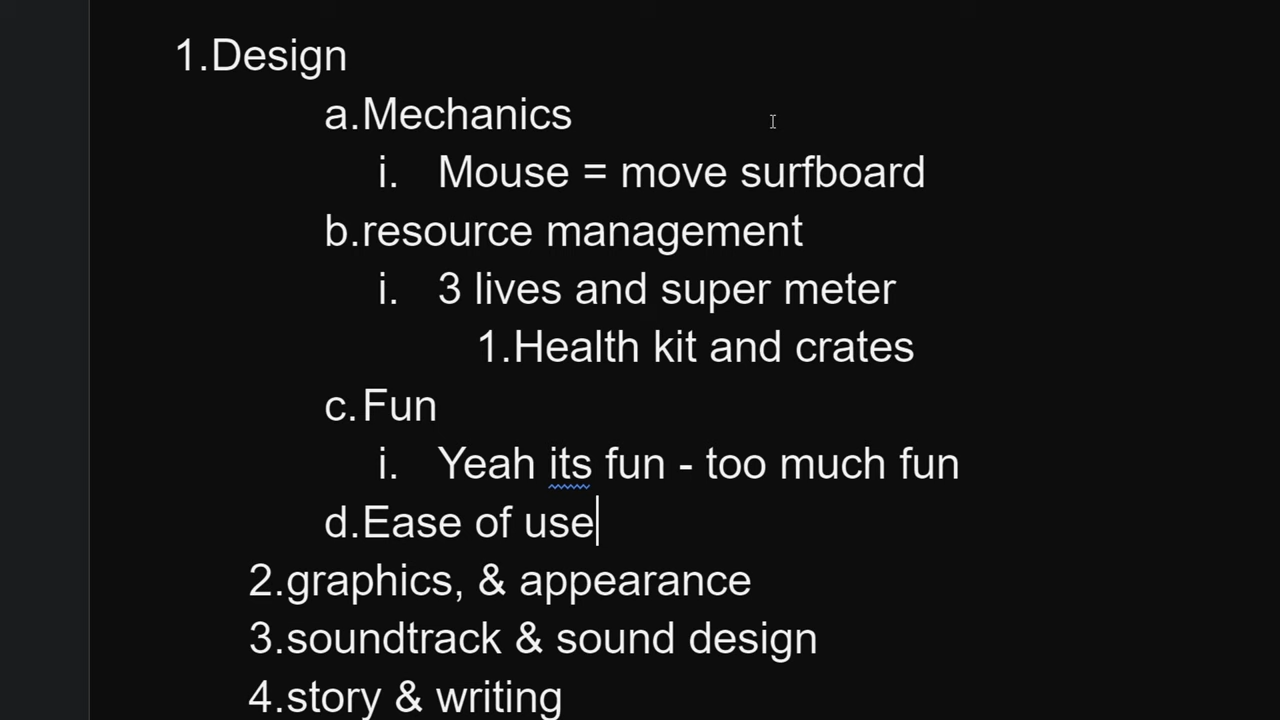 1.Design
a.Mechanics
i. Mouse = move surfboard
b.resource management
i. 3 lives and super meter
1.Health kit and crates
c.Fun
i. Yeah its fun - too much fun
d.Ease of use
2.graphics, & appearance
3.soundtrack & sound design
4.story & writing